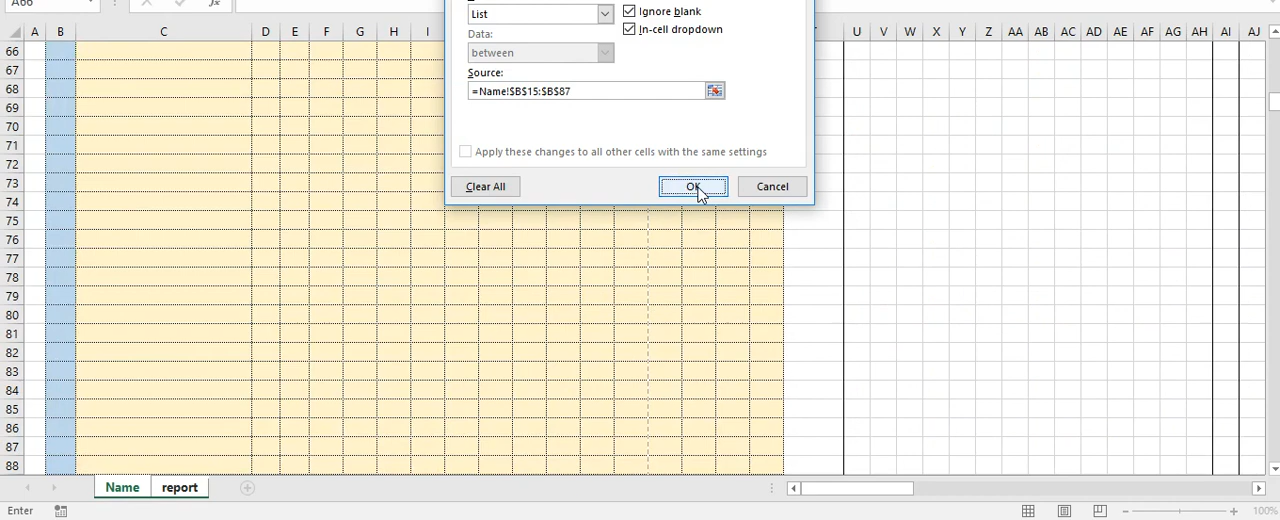 A66
List
Ignore blank
Data:
In-cell dropdown
between
Source:
=Name!$B$15:$B$87
Apply these changes to all other cells with the same settings
Clear All
OK
Cancel
A B C D E F G H I U V W X Y Z AA AB AC AD AE AF AG AH AI AJ
66
67
68
69
70
71
72
73
74
75
76
77
78
79
80
81
82
83
84
85
86
87
88
Name report
Enter
100%